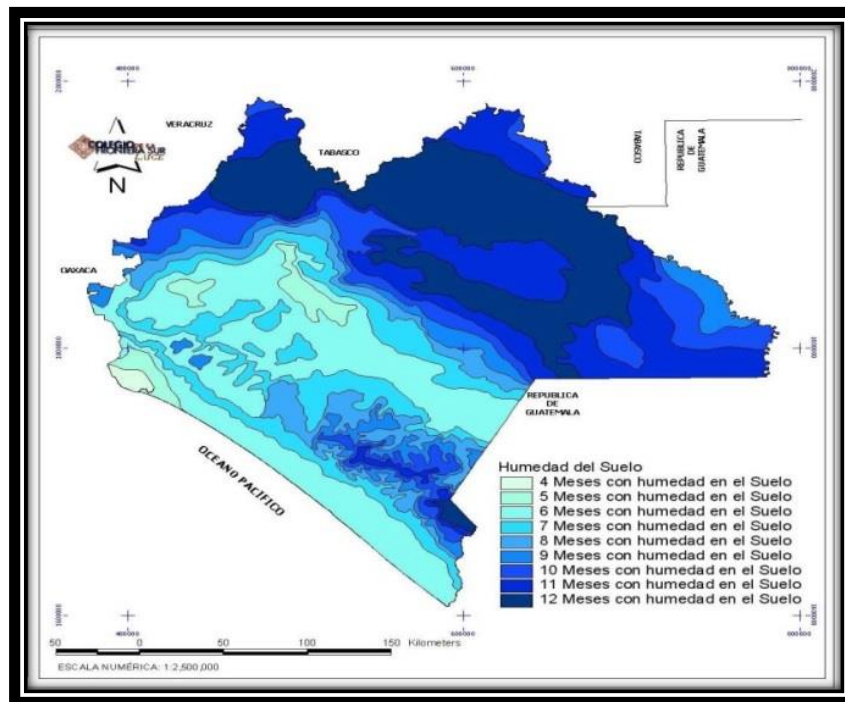 VERACRUZ
TABASCO
TABASCO
REPUBLICA
DE
GUATEMALA
COLEGIO
FRONTERA SUR
N
OAXACA
REPUBLICA
DE
GUATEMALA
OCEANO PACÍFICO
Humedad del Suelo
4 Meses con humedad en el Suelo
5 Meses con humedad en el Suelo
6 Meses con humedad en el Suelo
7 Meses con humedad en el Suelo
8 Meses con humedad en el Suelo
9 Meses con humedad en el Suelo
10 Meses con humedad en el Suelo
11 Meses con humedad en el Suelo
12 Meses con humedad en el Suelo
50 0 50 100 150 Kilometers
ESCALA NUMÉRICA: 1:2,500,000